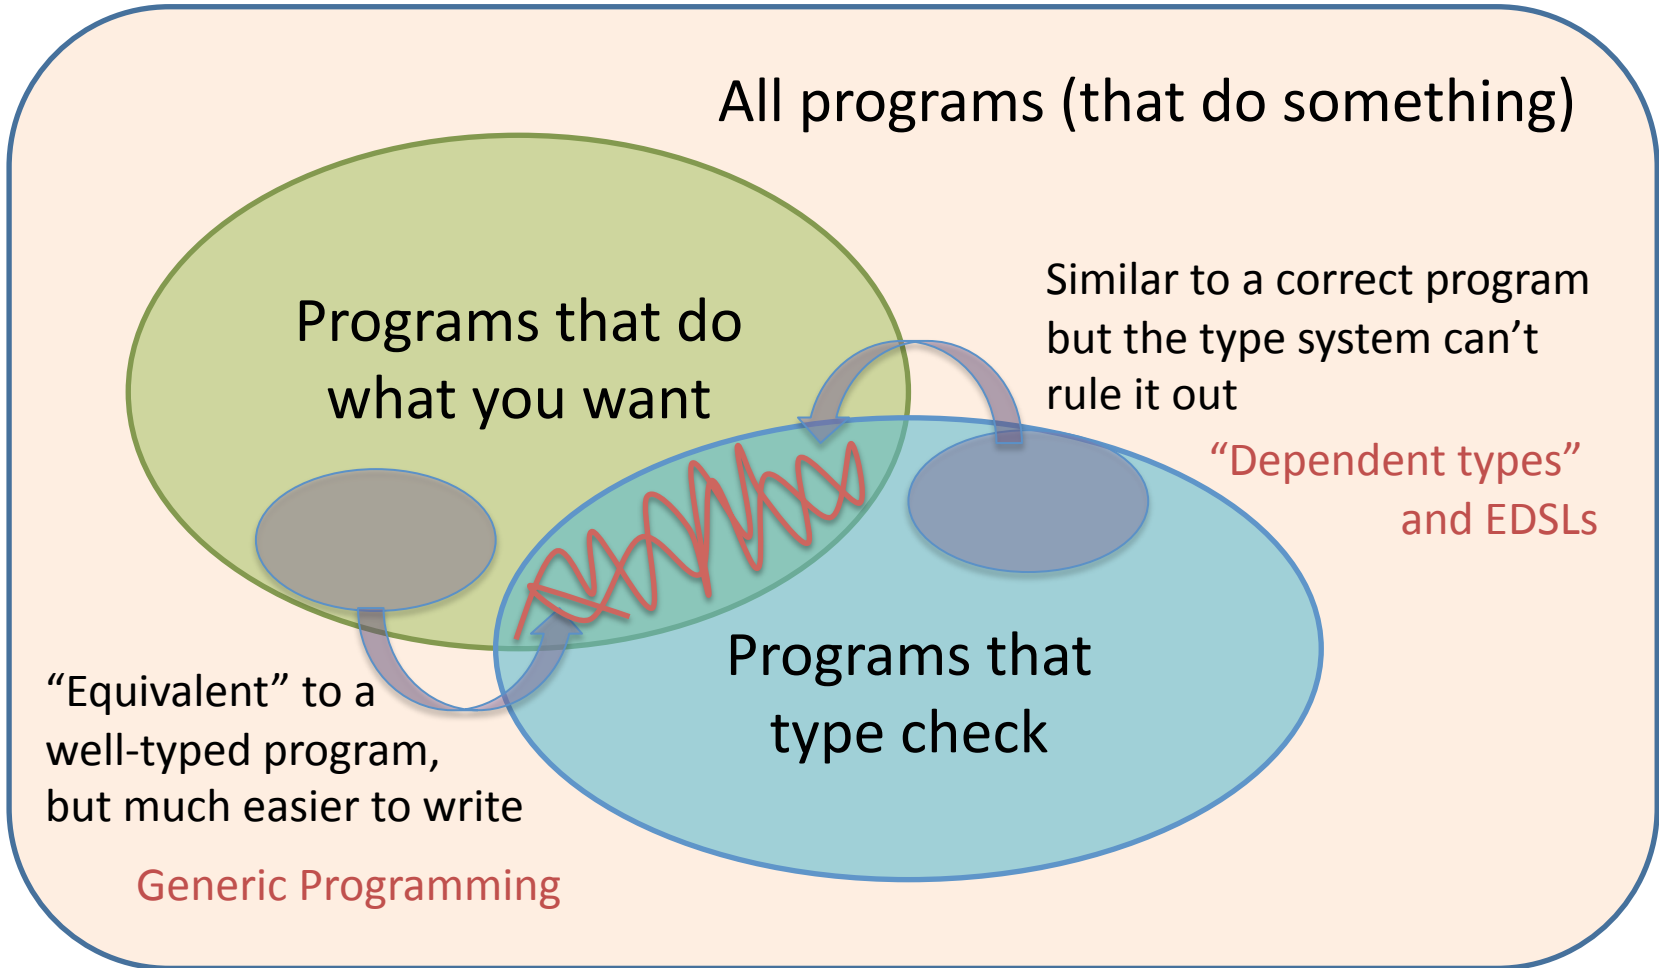 All programs (that do something)
Programs that do
what you want
Similar to a correct program
but the type system can’t
rule it out
“Dependent types”
and EDSLs
Programs that
type check
“Equivalent” to a
well-typed program,
but much easier to write
Generic Programming